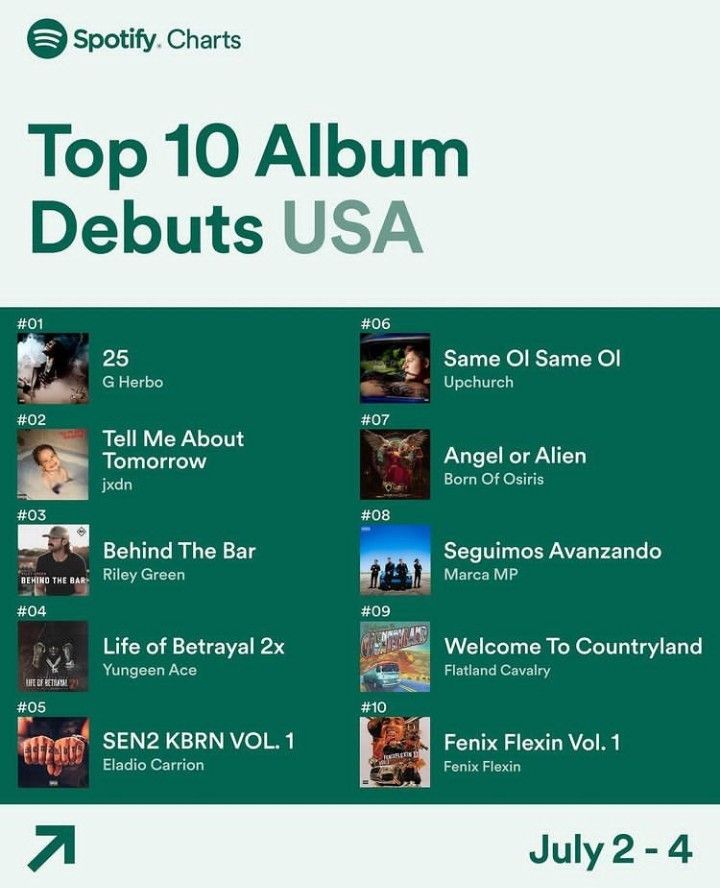 Spotify Charts
Top 10 Album
Debuts USA
#01
25
G Herbo
#02
Tell Me About
Tomorrow
jxdn
#03
BEHIND THE BAR
Behind The Bar
Riley Green
#04
LIFE OF BETRAYAL 2X
Life of Betrayal 2x
Yungeen Ace
#05
SEN2 KBRN VOL. 1
Eladio Carrion
#06
Same Ol Same Ol
Upchurch
#07
Angel or Alien
Born Of Osiris
#08
Seguimos Avanzando
Marca MP
#09
COUNTRYLAND
Welcome To Countryland
Flatland Cavalry
#10
Fenix Flexin Vol. 1
Fenix Flexin
July 2 - 4